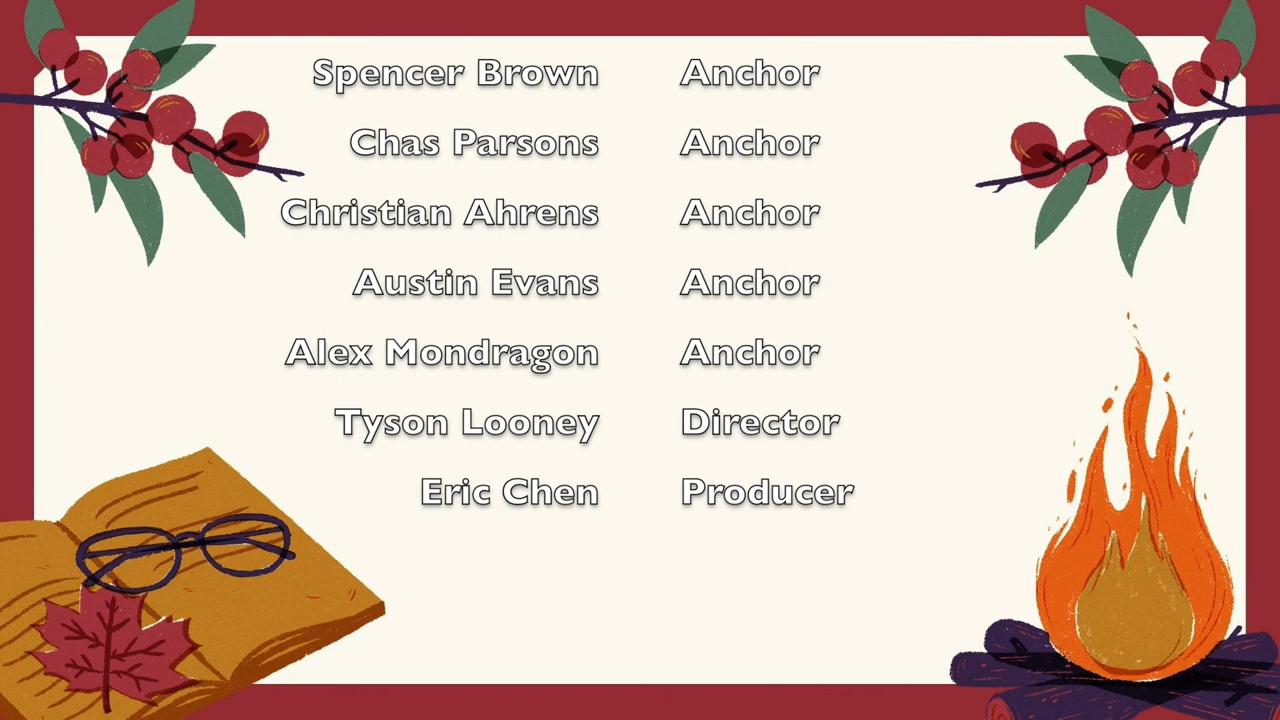 Spencer Brown Anchor
Chas Parsons Anchor
Christian Ahrens Anchor
Austin Evans Anchor
Alex Mondragon Anchor
Tyson Looney Director
Eric Chen Producer